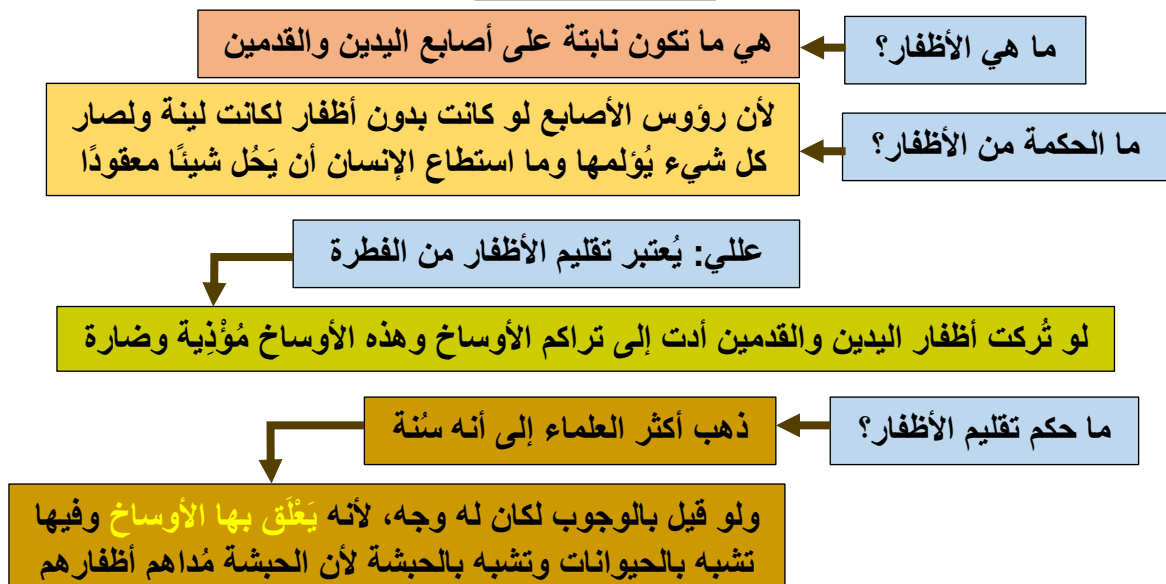 ما هي الأظفار؟
هي ما تكون نابتة على أصابع اليدين والقدمين
ما الحكمة من الأظفار؟
لأن رؤوس الأصابع لو كانت بدون أظفار لكانت لينة ولصار
كل شيء يُؤلمها وما استطاع الإنسان أن يَحُل شيئًا معقودًا
عللي: يُعتبر تقليم الأظفار من الفطرة
لو تُركت أظفار اليدين والقدمين أدت إلى تراكم الأوساخ وهذه الأوساخ مُؤْذِية وضارة
ما حكم تقليم الأظفار؟
ذهب أكثر العلماء إلى أنه سُنة
ولو قيل بالوجوب لكان له وجه، لأنه يَعْلَق بها الأوساخ وفيها
تشبه بالحيوانات وتشبه بالحبشة لأن الحبشة مُداهم أظفارهم